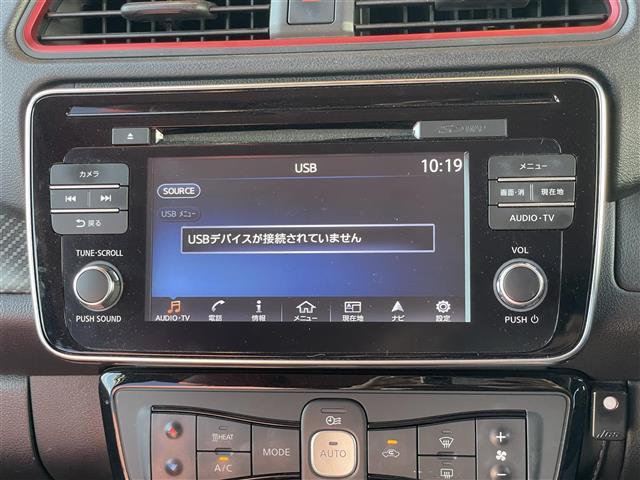 カメラ
戻る
TUNE・SCROLL
PUSH SOUND
USB
10:19
SOURCE
USB メニュー
USBデバイスが接続されていません
AUDIO・TV
電話
情報
メニュー
現在地
ナビ
設定
メニュー
画面・消
現在地
AUDIO・TV
VOL
PUSH
HEAT
A/C
MODE
AUTO